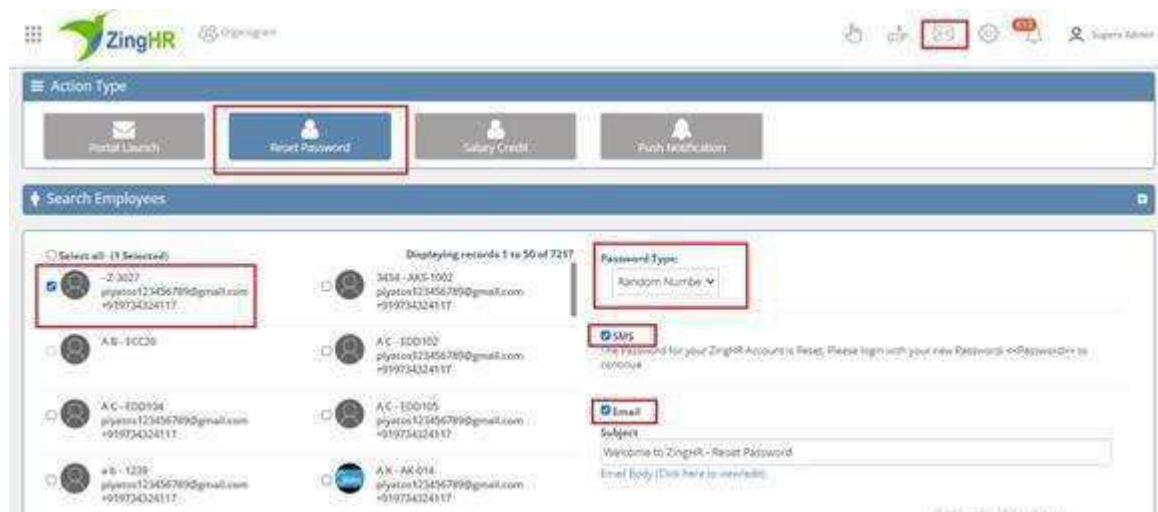 ZingHR
Action Type
Portal Launch
Reset Password
Salary Credit
Push Notification
Search Employees
Select all (1 Selected)
Displaying records 1 to 50 of 7217
-Z-3027
piyatos123456789@gmail.com
+919734324117
3434 - AKS-1002
piyatos123456789@gmail.com
+919734324117
A B - ECC20
A C - EDD102
piyatos123456789@gmail.com
+919734324117
A C - EDD104
piyatos123456789@gmail.com
+919734324117
A C - EDD105
piyatos123456789@gmail.com
+919734324117
a b - 1239
piyatos123456789@gmail.com
+919734324117
A K - AK-014
piyatos123456789@gmail.com
+919734324117
Password Type:
Random Numbe
SMS
The Password for your ZingHR Account is Reset. Please login with your new Password: <<Password>> to
continue
Email
Subject
Welcome to ZingHR - Reset Password
Email Body (Click here to view/edit)